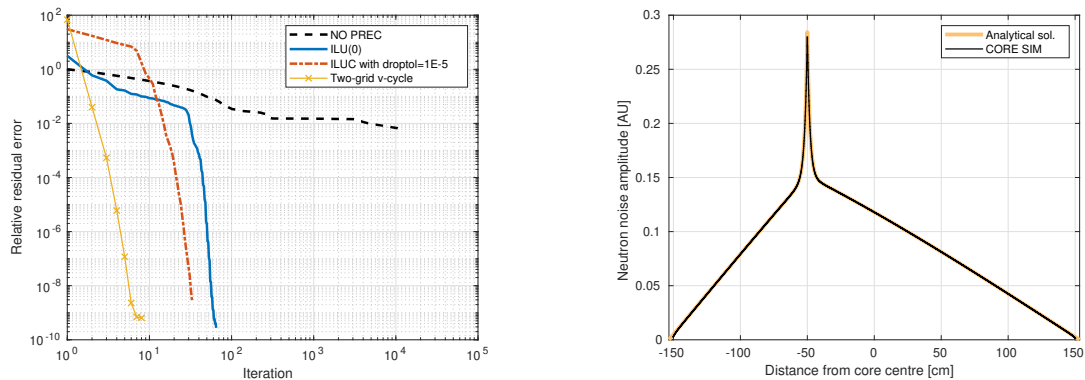 10^2
10^0
10^-2
10^-4
10^-6
10^-8
10^-10
Relative residual error
10^0 10^1 10^2 10^3 10^4 10^5
Iteration
NO PREC
ILU(0)
ILUC with droptol=1E-5
Two-grid v-cycle
0.3
0.25
0.2
0.15
0.1
0.05
0
Neutron noise amplitude [AU]
-150 -100 -50 0 50 100 150
Distance from core centre [cm]
Analytical sol.
CORE SIM